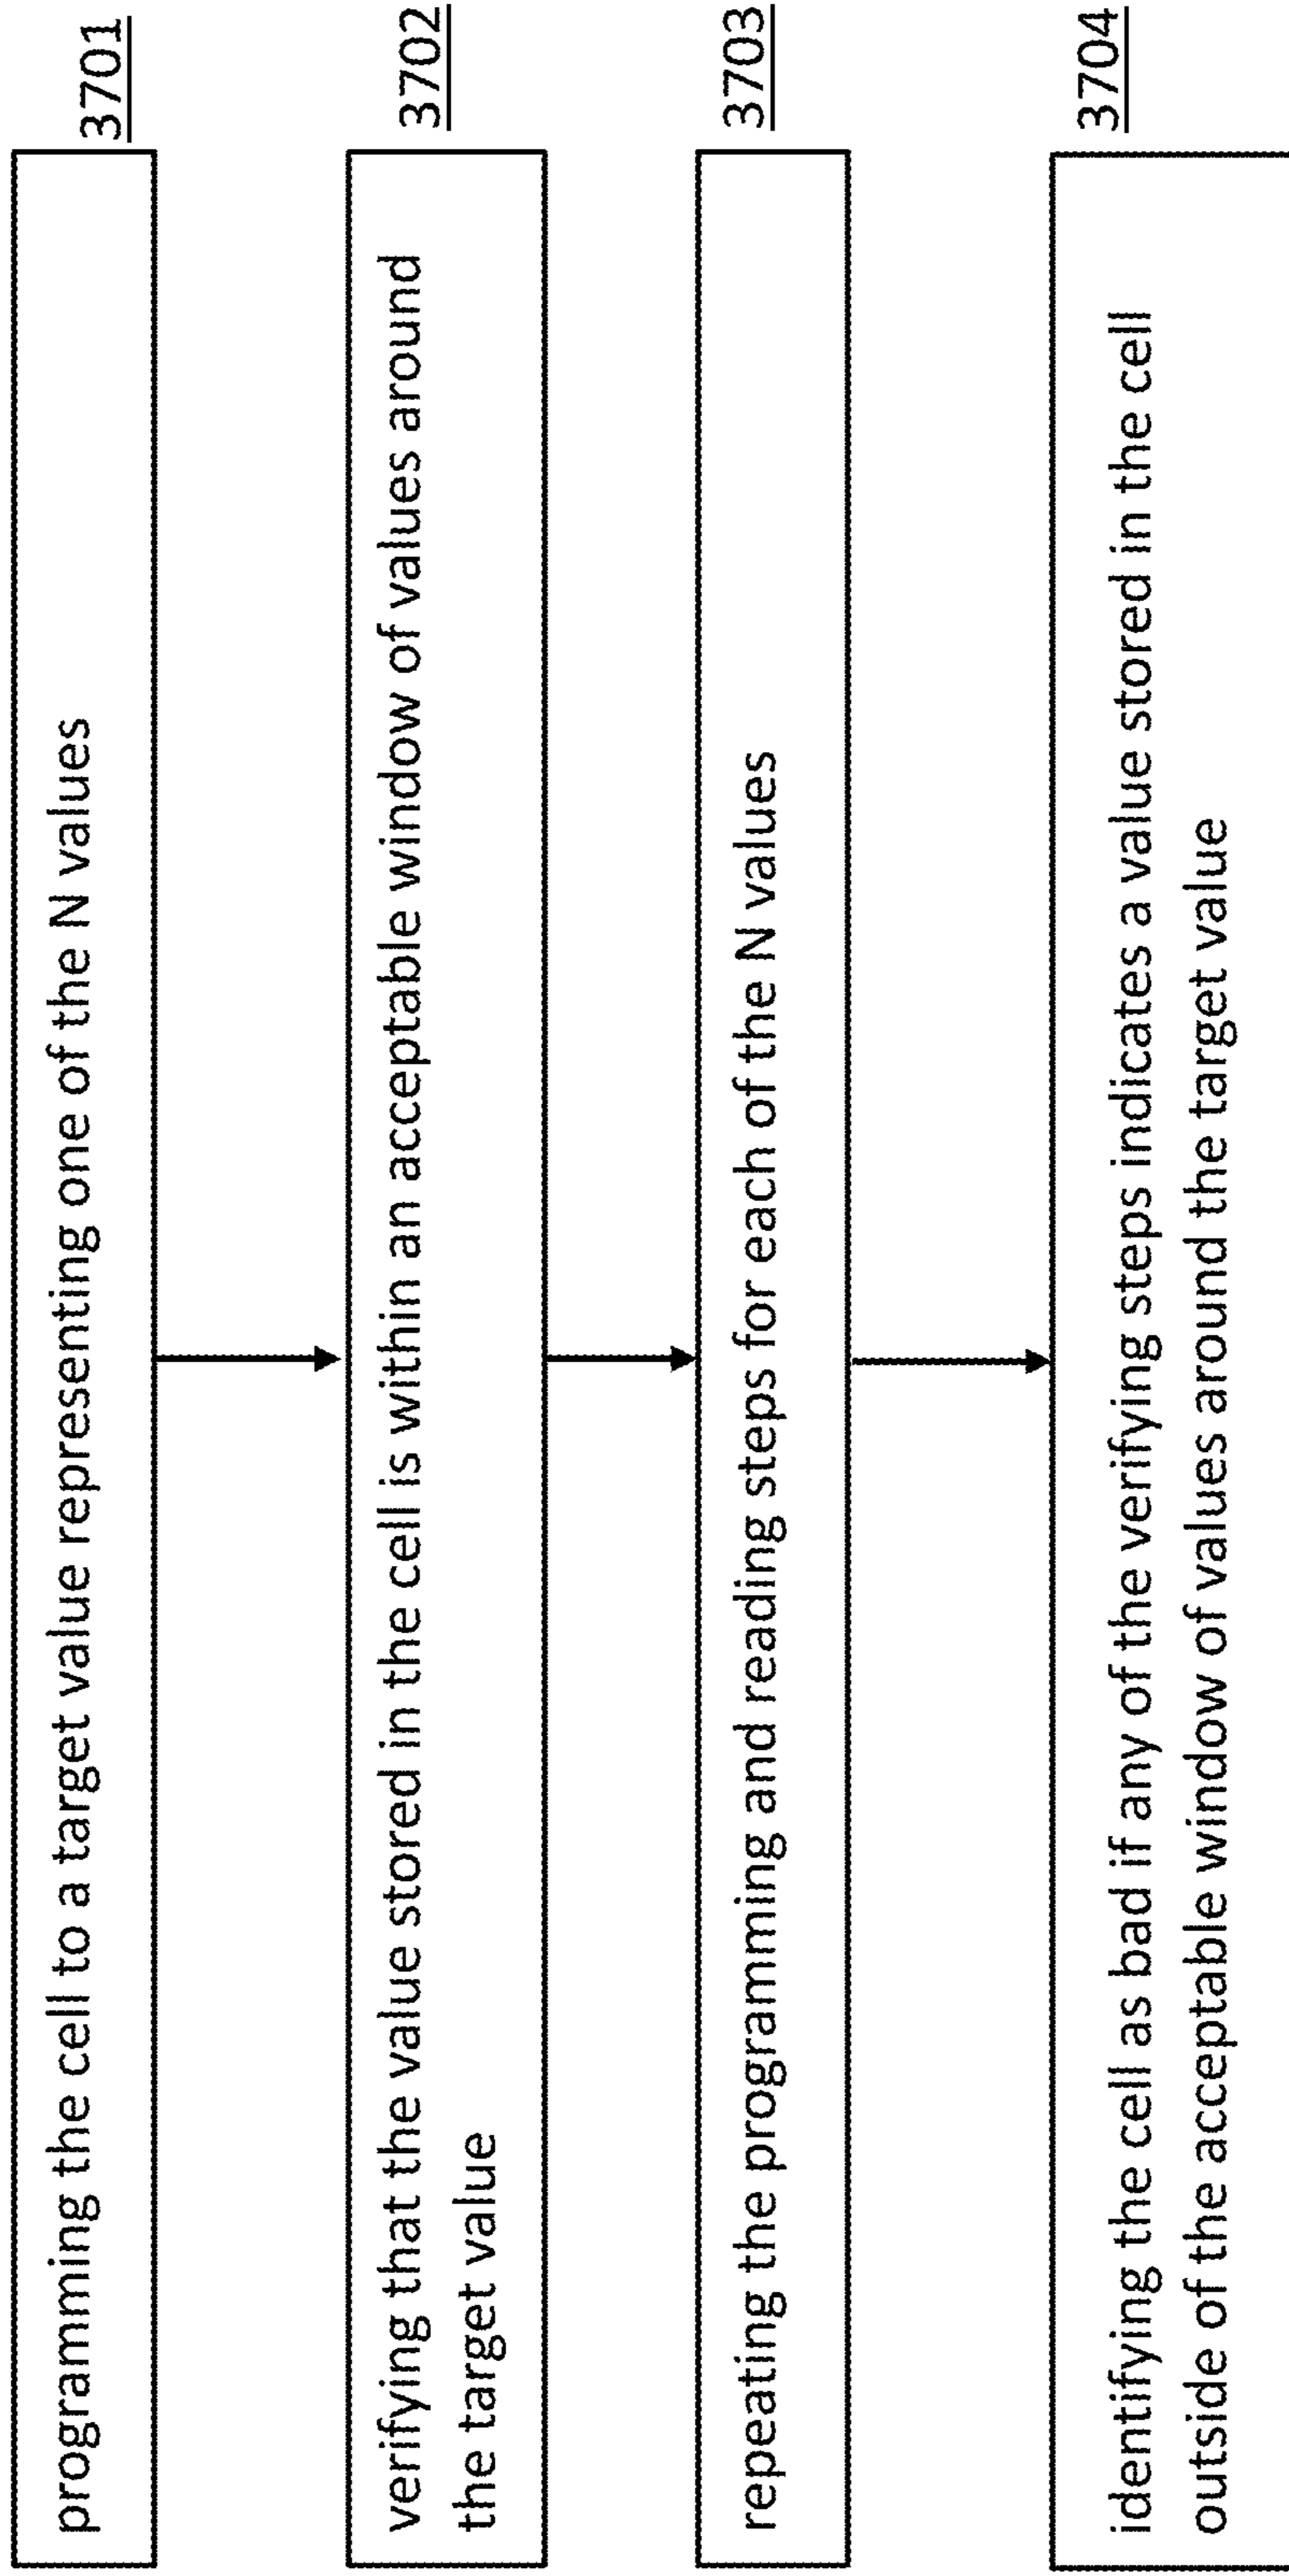 programming the cell to a target value representing one of the N values
3701
verifying that the value stored in the cell is within an acceptable window of values around
the target value
3702
repeating the programming and reading steps for each of the N values
3703
identifying the cell as bad if any of the verifying steps indicates a value stored in the cell
outside of the acceptable window of values around the target value
3704